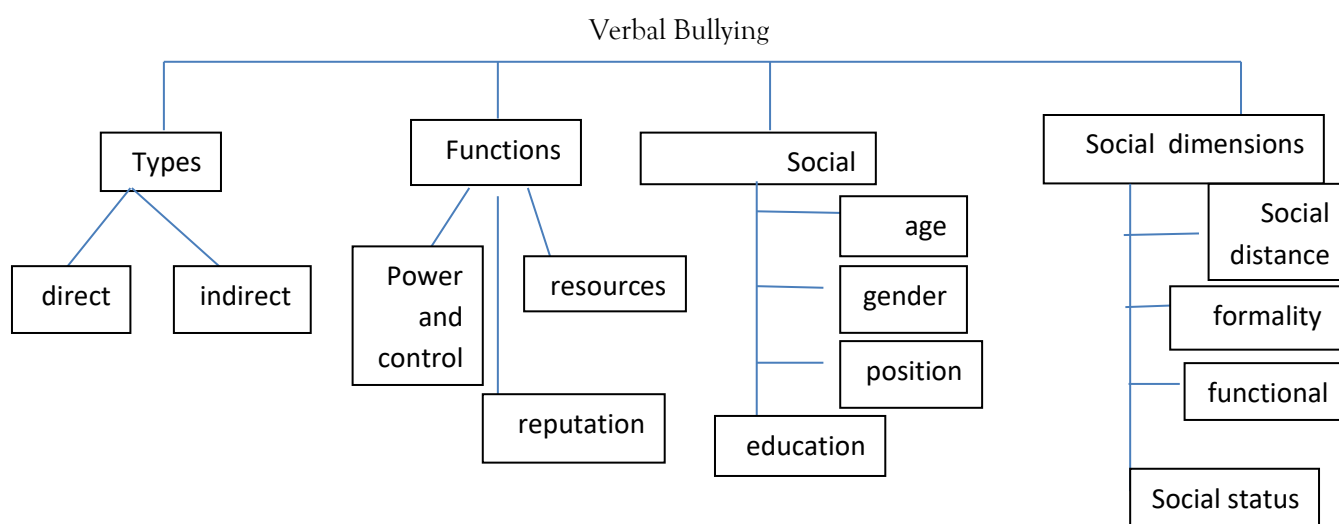 Verbal Bullying
Types
Functions
Social
Social dimensions
direct
indirect
Power
and
control
resources
reputation
age
gender
position
education
Social
distance
formality
functional
Social status